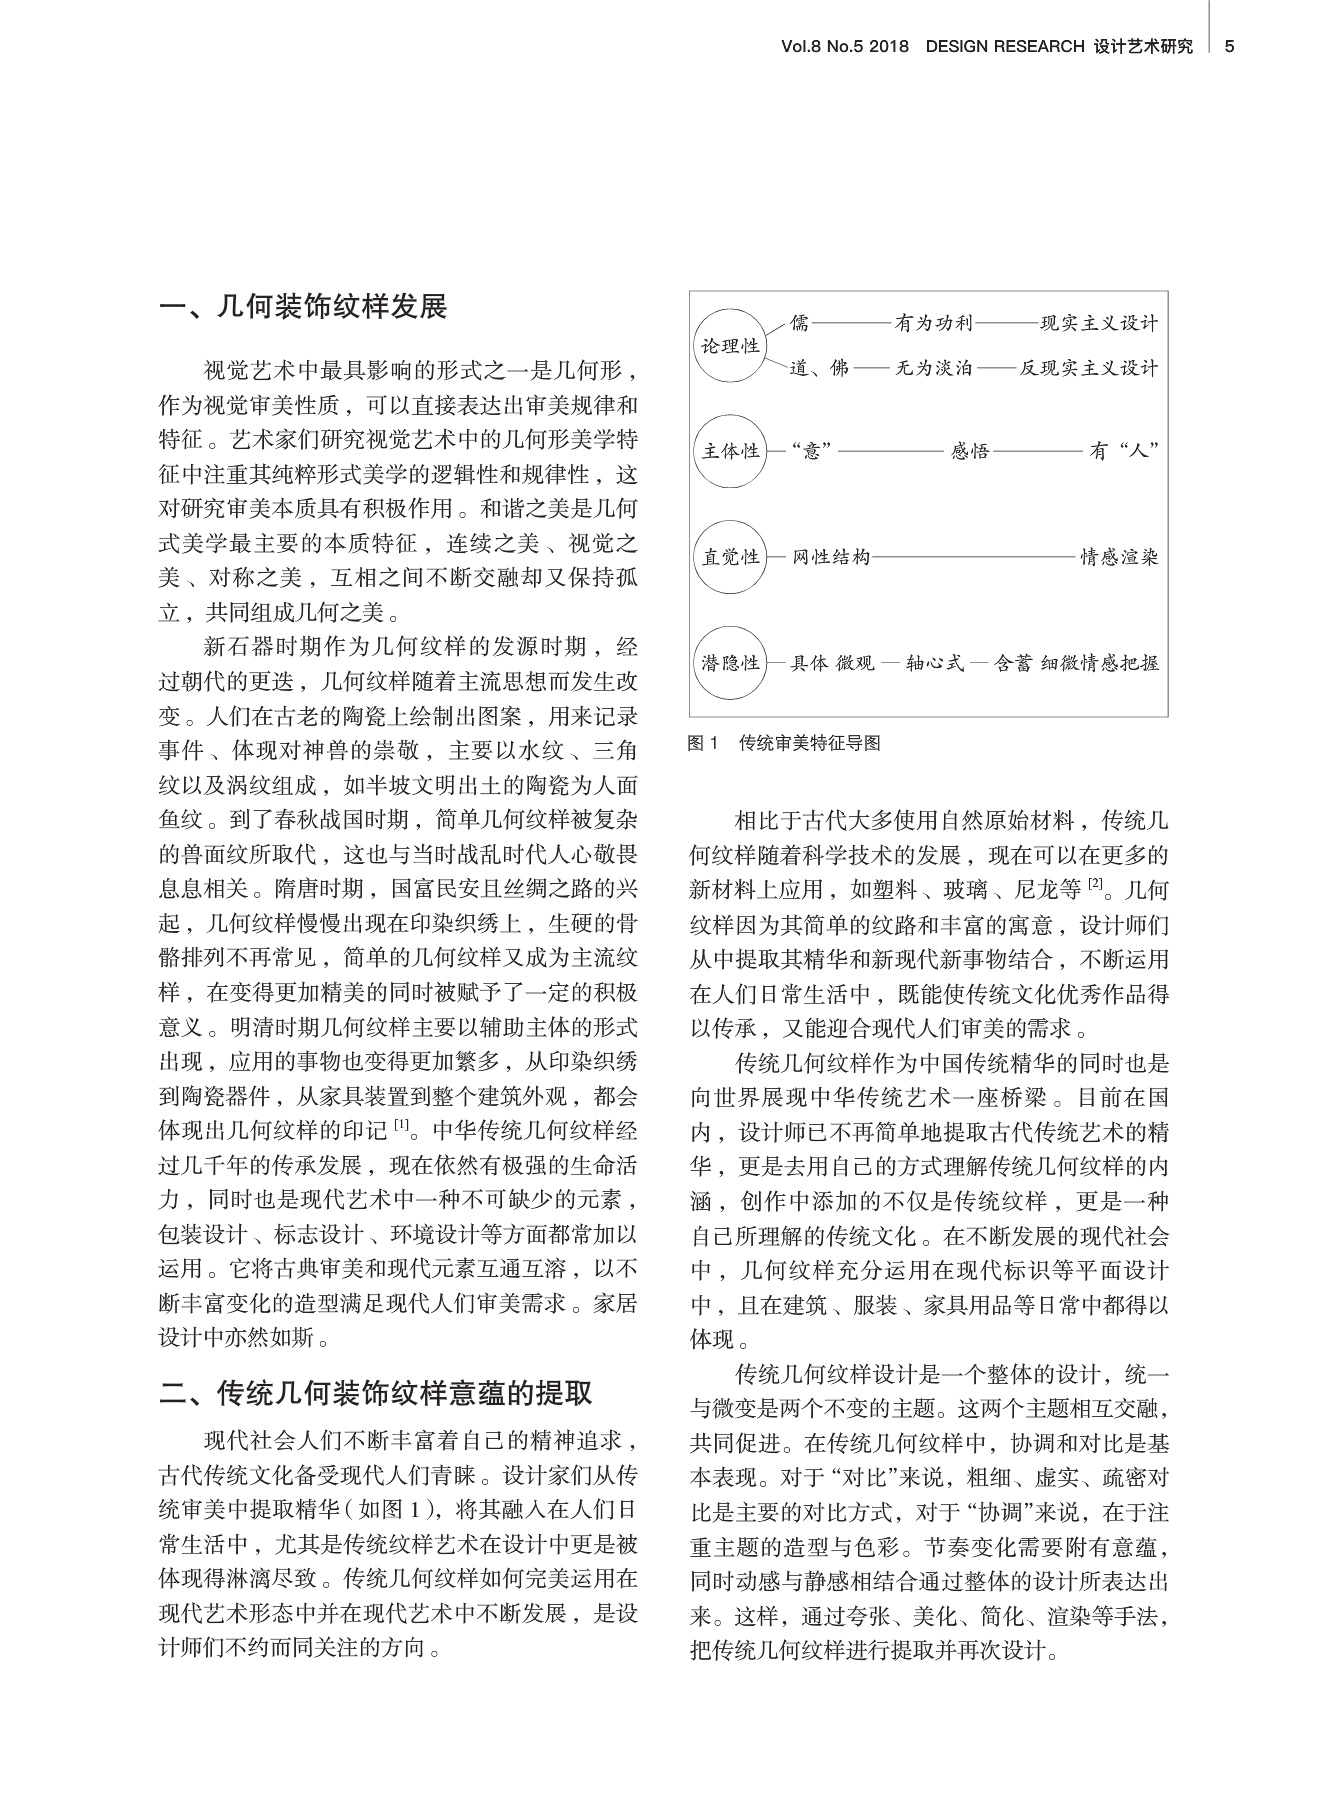 Vol.8 No.5 2018 DESIGN RESEARCH 设计艺术研究 5
一、几何装饰纹样发展
视觉艺术中最具影响的形式之一是几何形，
作为视觉审美性质，可以直接表达出审美规律和
特征。艺术家们研究视觉艺术中的几何形美学特
征中注重其纯粹形式美学的逻辑性和规律性，这
对研究审美本质具有积极作用。和谐之美是几何
式美学最主要的本质特征，连续之美、视觉之
美、对称之美，互相之间不断交融却又保持孤
立，共同组成几何之美。
新石器时期作为几何纹样的发源时期，经
过朝代的更迭，几何纹样随着主流思想而发生改
变。人们在古老的陶瓷上绘制出图案，用来记录
事件、体现对神兽的崇敬，主要以水纹、三角
纹以及涡纹组成，如半坡文明出土的陶瓷为人面
鱼纹。到了春秋战国时期，简单几何纹样被复杂
的兽面纹所取代，这也与当时战乱时代人心敬畏
息息相关。隋唐时期，国富民安且丝绸之路的兴
起，几何纹样慢慢出现在印染织绣上，生硬的骨
骼排列不再常见，简单的几何纹样又成为主流纹
样，在变得更加精美的同时被赋予了一定的积极
意义。明清时期几何纹样主要以辅助主体的形式
出现，应用的事物也变得更加繁多，从印染织绣
到陶瓷器件，从家具装置到整个建筑外观，都会
体现出几何纹样的印记[1]。中华传统几何纹样经
过几千年的传承发展，现在依然有极强的生命活
力，同时也是现代艺术中一种不可缺少的元素，
包装设计、标志设计、环境设计等方面都常加以
运用。它将古典审美和现代元素互通互溶，以不
断丰富变化的造型满足现代人们审美需求。家居
设计中亦然如斯。
二、传统几何装饰纹样意蕴的提取
现代社会人们不断丰富着自己的精神追求，
古代传统文化备受现代人们青睐。设计家们从传
统审美中提取精华（如图 1），将其融入在人们日
常生活中，尤其是传统纹样艺术在设计中更是被
体现得淋漓尽致。传统几何纹样如何完美运用在
现代艺术形态中并在现代艺术中不断发展，是设
计师们不约而同关注的方向。
论理性 儒 有为功利 现实主义设计
道、佛 无为淡泊 反现实主义设计
主体性 “意” 感悟 有“人”
直觉性 网性结构 情感渲染
潜隐性 具体 微观 轴心式 含蓄 细微情感把握
图 1 传统审美特征导图
相比于古代大多使用自然原始材料，传统几
何纹样随着科学技术的发展，现在可以在更多的
新材料上应用，如塑料、玻璃、尼龙等[2]。几何
纹样因为其简单的纹路和丰富的寓意，设计师们
从中提取其精华和新现代新事物结合，不断运用
在人们日常生活中，既能使传统文化优秀作品得
以传承，又能迎合现代人们审美的需求。
传统几何纹样作为中国传统精华的同时也是
向世界展现中华传统艺术一座桥梁。目前在国
内，设计师已不再简单地提取古代传统艺术的精
华，更是去用自己的方式理解传统几何纹样的内
涵，创作中添加的不仅是传统纹样，更是一种
自己所理解的传统文化。在不断发展的现代社会
中，几何纹样充分运用在现代标识等平面设计
中，且在建筑、服装、家具用品等日常中都得以
体现。
传统几何纹样设计是一个整体的设计，统一
与微变是两个不变的主题。这两个主题相互交融，
共同促进。在传统几何纹样中，协调和对比是基
本表现。对于“对比”来说，粗细、虚实、疏密对
比是主要的对比方式，对于“协调”来说，在于注
重主题的造型与色彩。节奏变化需要附有意蕴，
同时动感与静感相结合通过整体的设计所表达出
来。这样，通过夸张、美化、简化、渲染等手法，
把传统几何纹样进行提取并再次设计。